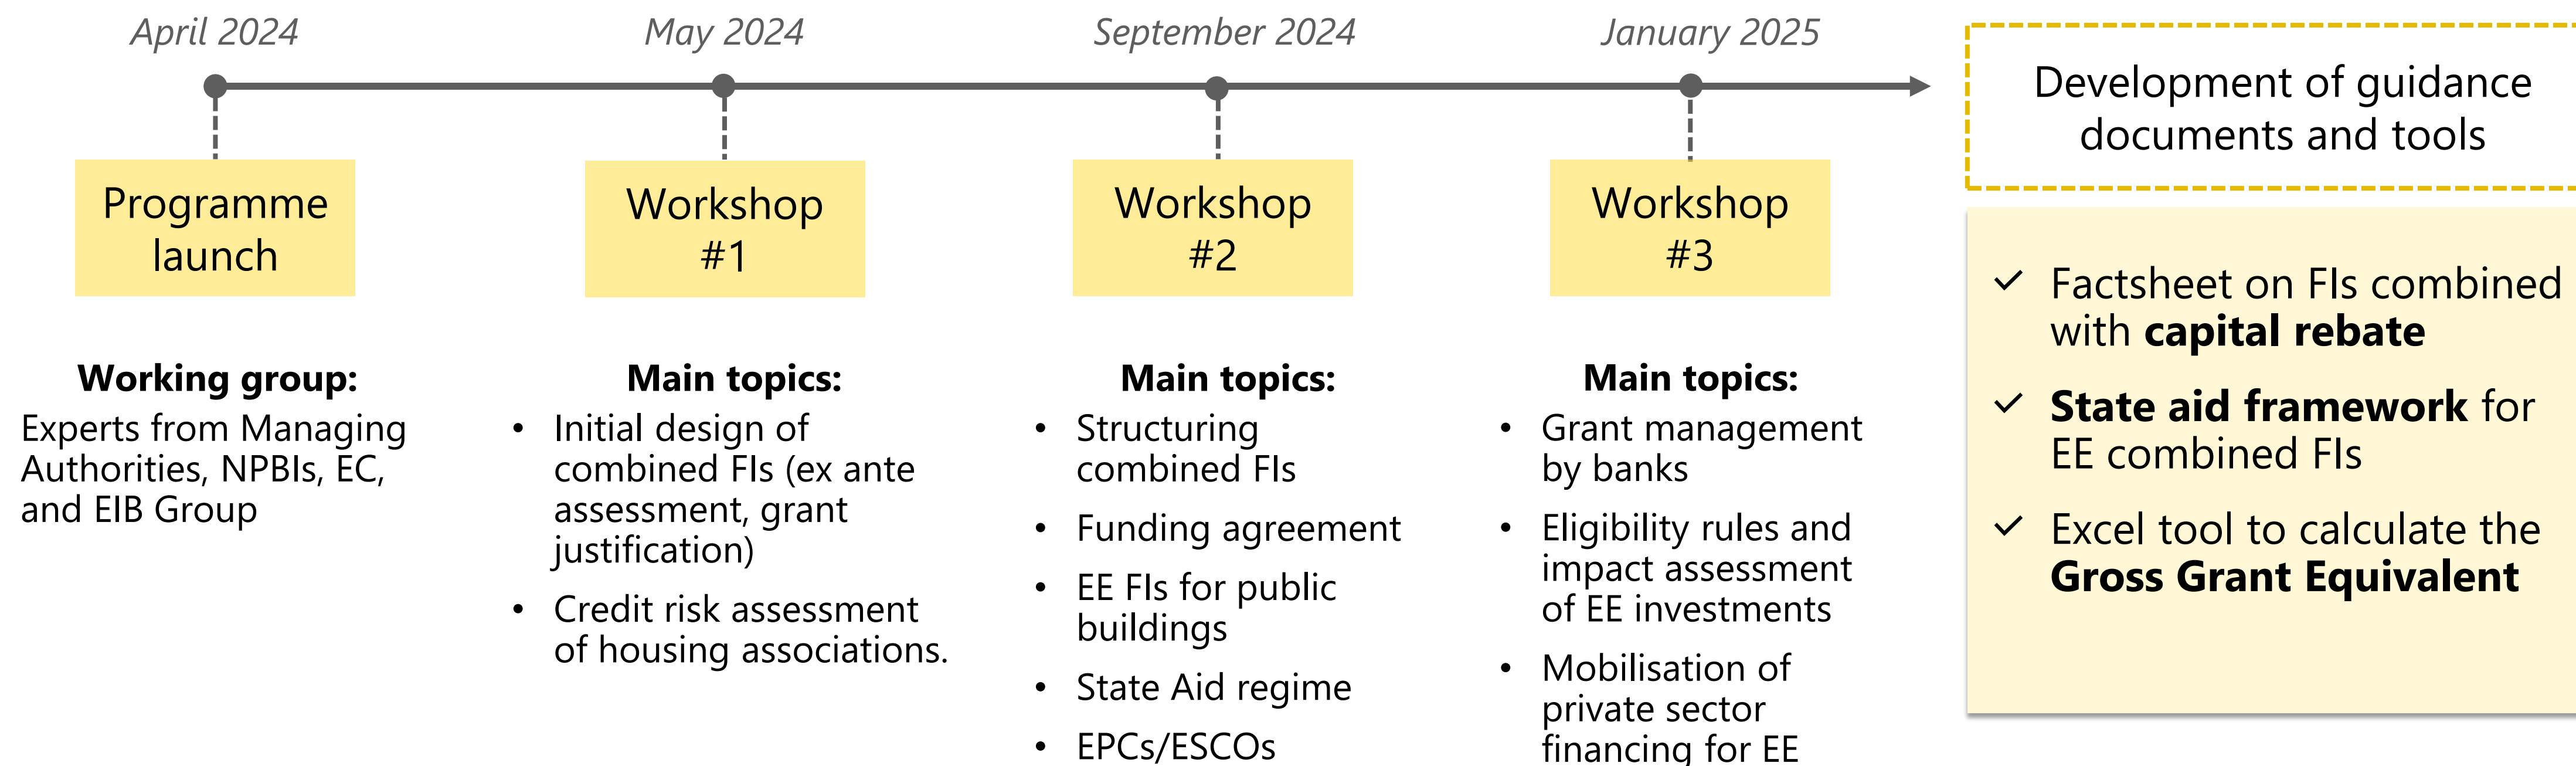 April 2024
May 2024
September 2024
January 2025
Programme
launch
Workshop
#1
Workshop
#2
Workshop
#3
Working group:
Experts from Managing
Authorities, NPBIs, EC,
and EIB Group
Main topics:
• Initial design of
combined FIs (ex ante
assessment, grant
justification)
• Credit risk assessment
of housing associations.
Main topics:
• Structuring
combined FIs
• Funding agreement
• EE FIs for public
buildings
• State Aid regime
• EPCs/ESCOs
Main topics:
• Grant management
by banks
• Eligibility rules and
impact assessment
of EE investments
• Mobilisation of
private sector
financing for EE
Development of guidance
documents and tools
✓ Factsheet on FIs combined
with capital rebate
✓ State aid framework for
EE combined FIs
✓ Excel tool to calculate the
Gross Grant Equivalent